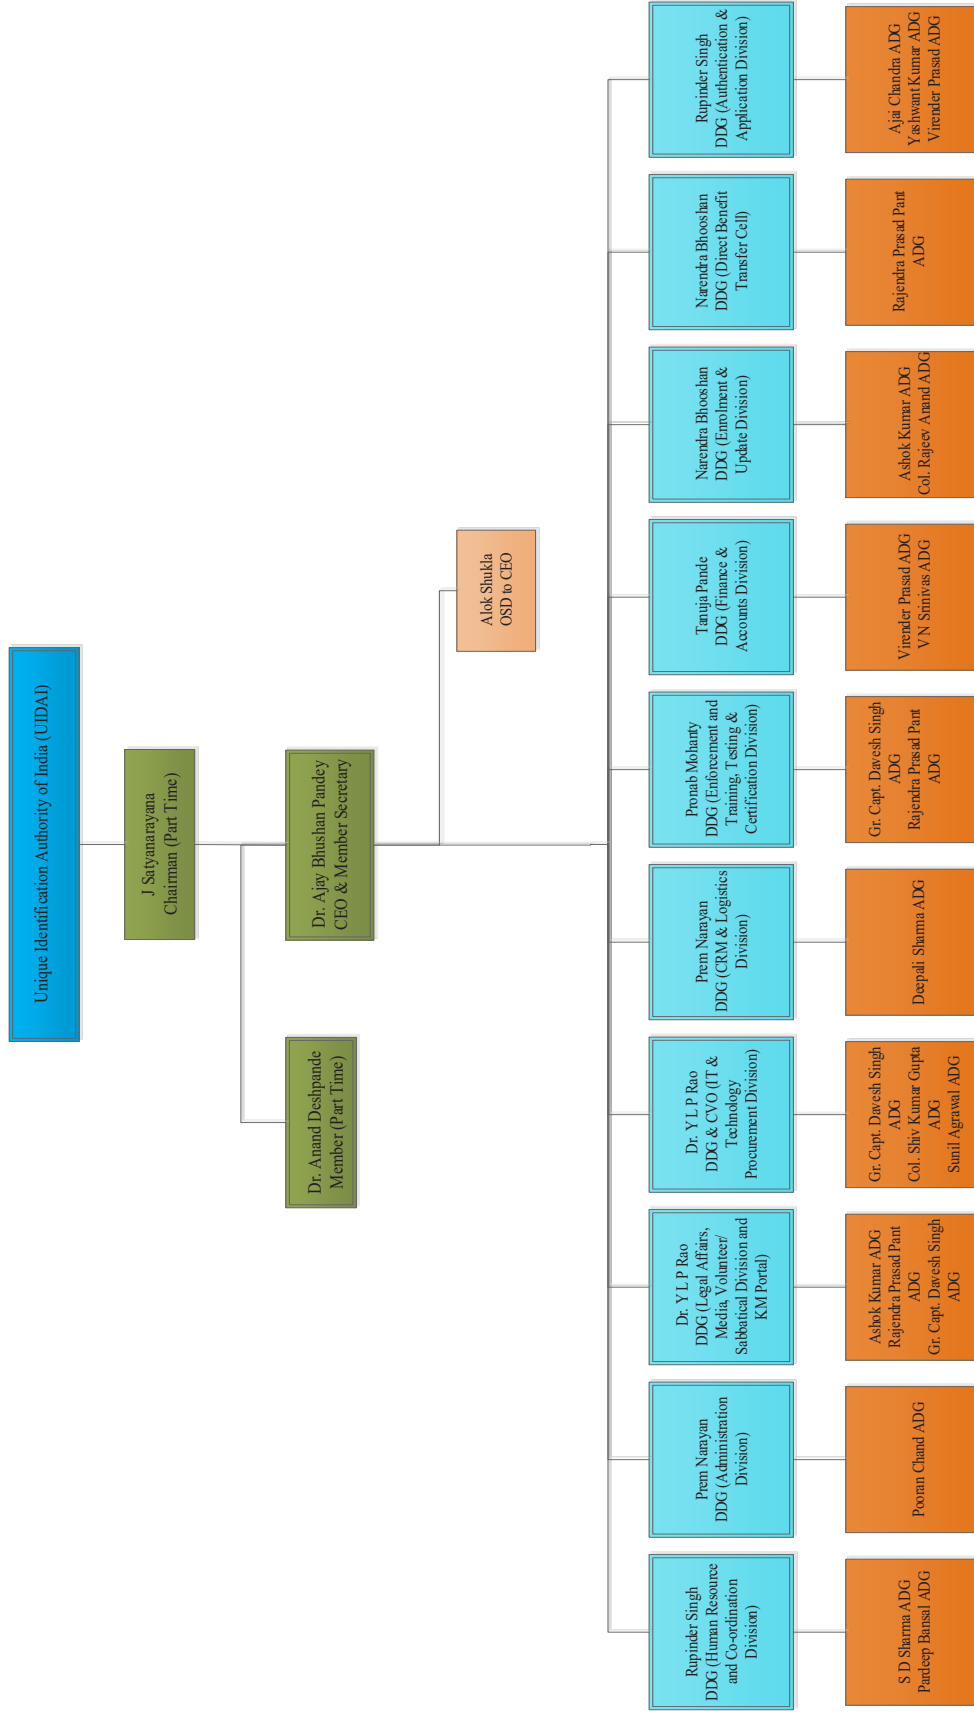 Unique Identification Authority of India (UIDAI)
J Satyanarayana
Chairman (Part Time)
Dr. Anand Deshpande
Member (Part Time)
Dr. Ajay Bhushan Pandey
CEO & Member Secretary
Alok Shukla
OSD to CEO
Rupinder Singh
DDG (Human Resource
and Co-ordination
Division)
Prem Narayan
DDG (Administration
Division)
Dr. Y L P Rao
DDG (Legal Affairs,
Media, Volunteer/
Sabbatical Division and
KM Portal)
Dr. Y L P Rao
DDG & CVO (IT &
Technology
Procurement Division)
Prem Narayan
DDG (CRM & Logistics
Division)
Pronab Mohanty
DDG (Enforcement and
Training, Testing &
Certification Division)
Tanuja Pande
DDG (Finance &
Accounts Division)
Narendra Bhooshan
DDG (Enrolment &
Update Division)
Narendra Bhooshan
DDG (Direct Benefit
Transfer Cell)
Rupinder Singh
DDG (Authentication &
Application Division)
S D Sharma ADG
Pardeep Bansal ADG
Pooran Chand ADG
Ashok Kumar ADG
Rajendra Prasad Pant
ADG
Gr. Capt. Davesh Singh
ADG
Gr. Capt. Davesh Singh
ADG
Col. Shiv Kumar Gupta
ADG
Sunil Agrawal ADG
Deepali Sharma ADG
Gr. Capt. Davesh Singh
ADG
Rajendra Prasad Pant
ADG
Virender Prasad ADG
V N Srinivas ADG
Ashok Kumar ADG
Col. Rajeev Anand ADG
Rajendra Prasad Pant
ADG
Ajai Chandra ADG
Yashwant Kumar ADG
Virender Prasad ADG